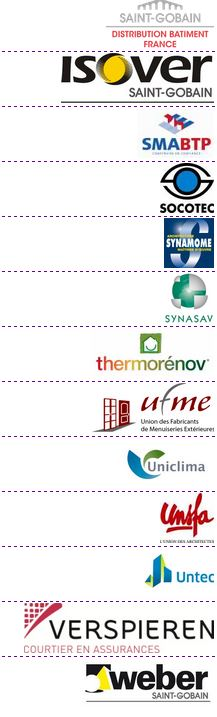 SAINT-GOBAIN
DISTRIBUTION BATIMENT
FRANCE
ISOVER
SAINT-GOBAIN
SMABTP
SOCOTEC
SYNAMOME
SYNASAV
thermorénov
ufme
Union des Fabricants
de Menuiseries Extérieures
Uniclima
Unsfa
L'UNION DES ARCHITECTES
Untec
VERSPIEREN
COURTIER EN ASSURANCES
weber
SAINT-GOBAIN